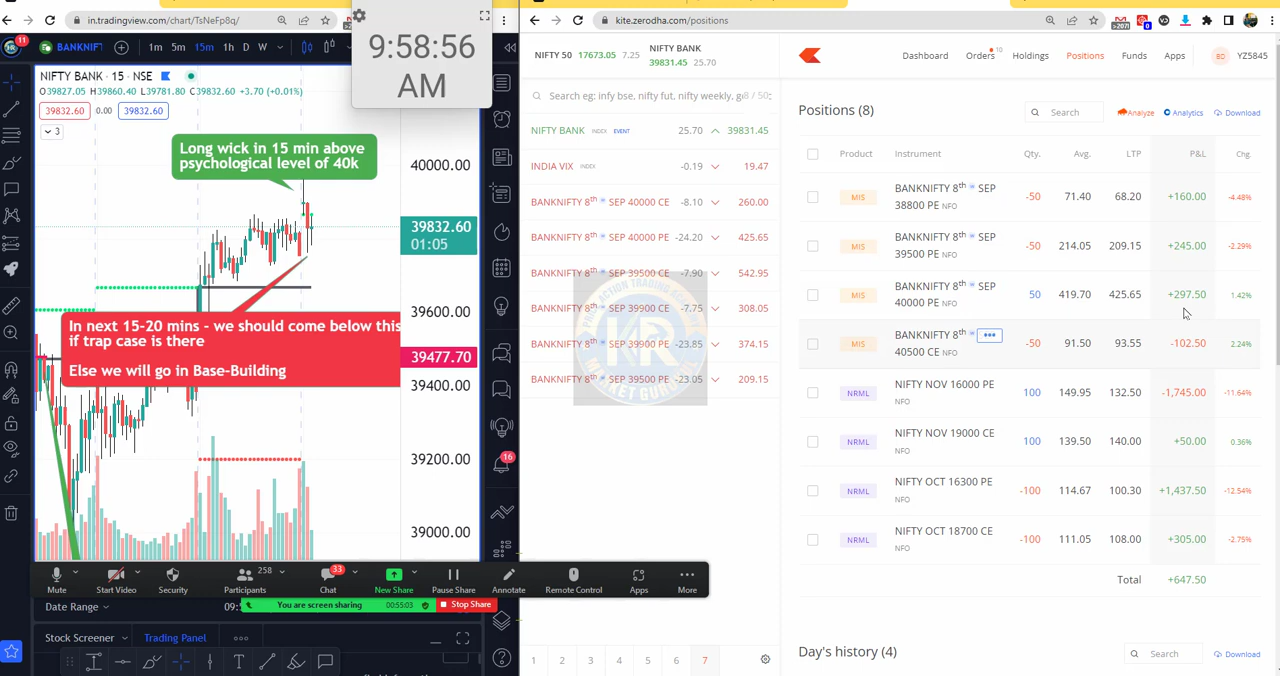 in.tradingview.com/chart/TsNeFp8q/
kite.zerodha.com/positions
9:58:56
AM
11
BANKNIFT
1m 5m 15m 1h D W
NIFTY BANK · 15 · NSE
O39827.05 H39860.40 L39781.80 C39832.60 +3.70 (+0.01%)
39832.60 0.00 39832.60
3
Long wick in 15 min above
psychological level of 40k
40000.00
39832.60
01:05
39600.00
In next 15-20 mins - we should come below this
if trap case is there
Else we will go in Base-Building
39477.70
39400.00
39200.00
39000.00
16
NIFTY 50 17673.05 7.25
NIFTY BANK
39831.45 25.70
Search eg: infy bse, nifty fut, nifty weekly, g
8 / 50
NIFTY BANK INDEX EVENT 25.70 39831.45
INDIA VIX INDEX -0.19 19.47
BANKNIFTY 8th SEP 40000 CE -8.10 260.00
BANKNIFTY 8th SEP 40000 PE -24.20 425.65
BANKNIFTY 8th SEP 39500 CE -7.90 542.95
BANKNIFTY 8th SEP 39900 CE -7.75 308.05
BANKNIFTY 8th SEP 39900 PE -23.85 374.15
BANKNIFTY 8th SEP 39500 PE -23.05 209.15
KR
MARKET GURU
1 2 3 4 5 6 7
Dashboard Orders 10 Holdings Positions Funds Apps BD YZ5845
Positions (8)
Search Analyze Analytics Download
Product Instrument Qty. Avg. LTP P&L Chg.
MIS BANKNIFTY 8th SEP 38800 PE NFO -50 71.40 68.20 +160.00 -4.48%
MIS BANKNIFTY 8th SEP 39500 PE NFO -50 214.05 209.15 +245.00 -2.29%
MIS BANKNIFTY 8th SEP 40000 PE NFO 50 419.70 425.65 +297.50 1.42%
MIS BANKNIFTY 8th 40500 CE NFO -50 91.50 93.55 -102.50 2.24%
NRML NIFTY NOV 16000 PE NFO 100 149.95 132.50 -1,745.00 -11.64%
NRML NIFTY NOV 19000 CE NFO 100 139.50 140.00 +50.00 0.36%
NRML NIFTY OCT 16300 PE NFO -100 114.67 100.30 +1,437.50 -12.54%
NRML NIFTY OCT 18700 CE NFO -100 111.05 108.00 +305.00 -2.75%
Total +647.50
Day's history (4)
Search Download
Mute Start Video Security Participants 258 Chat 33 New Share Pause Share Annotate Remote Control Apps More
You are screen sharing 00:55:03 Stop Share
Date Range
Stock Screener Trading Panel